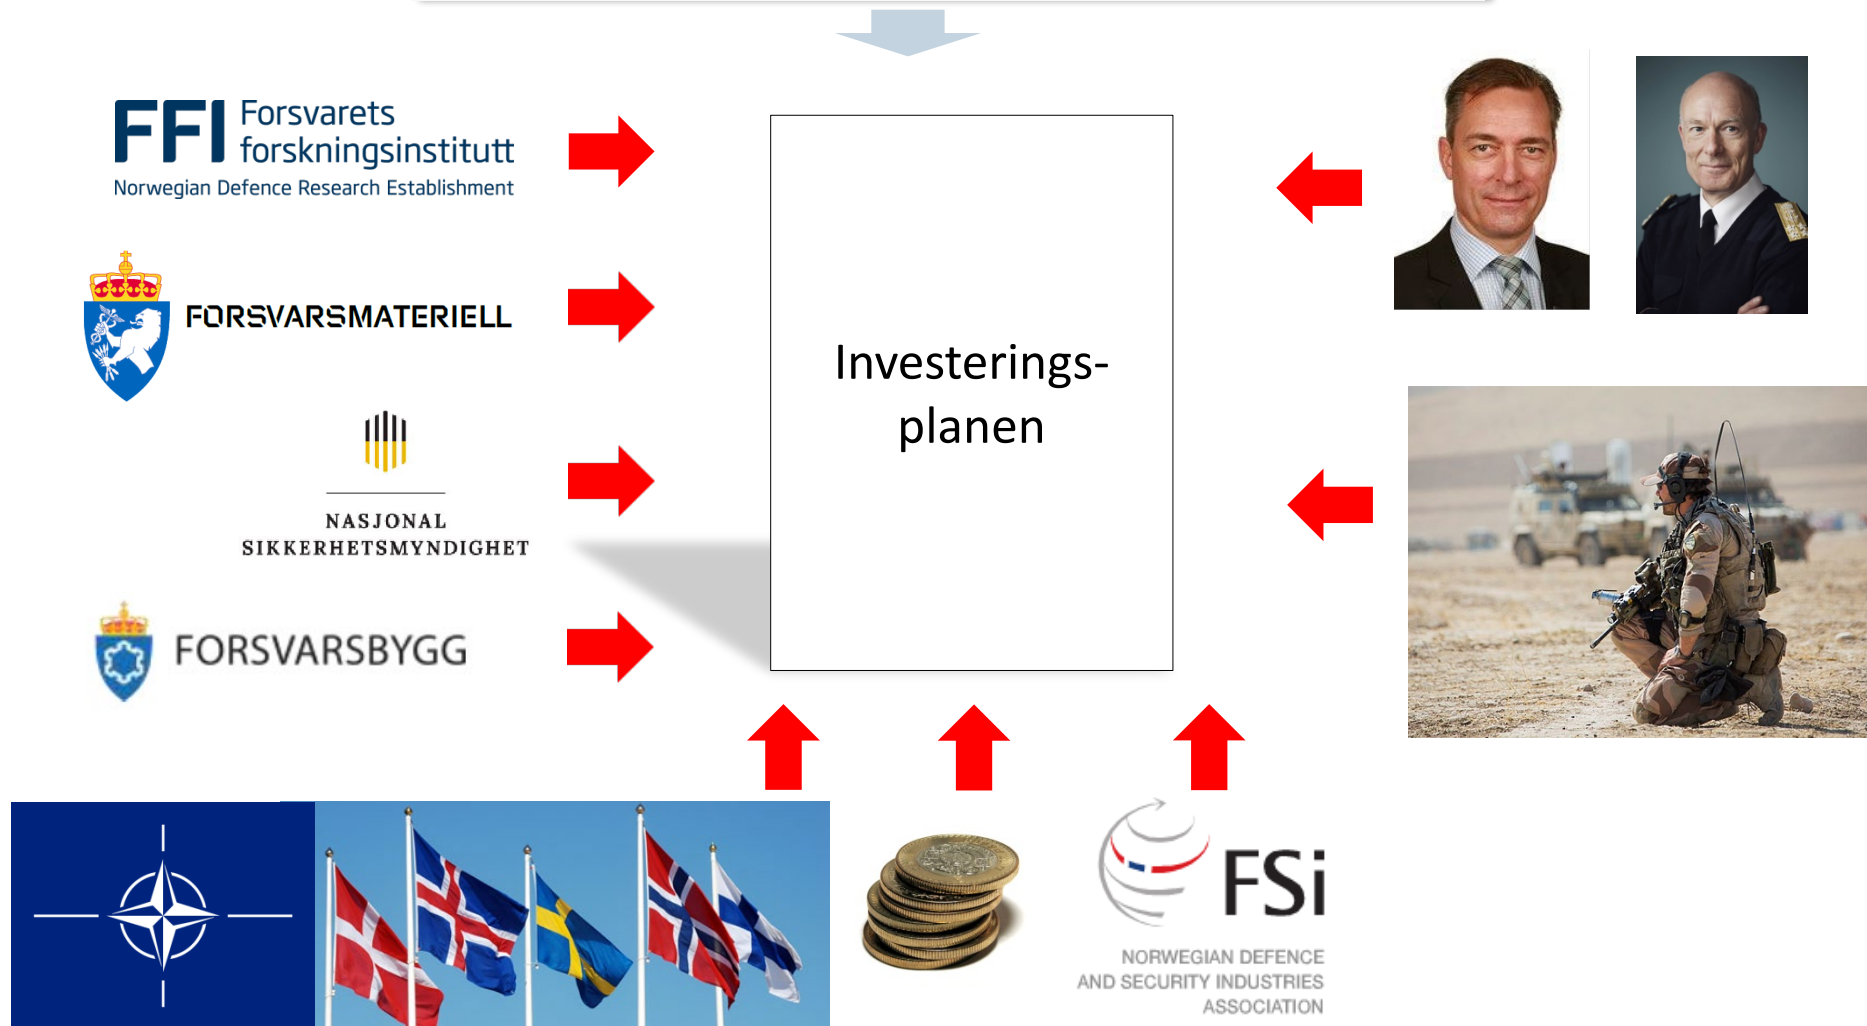 FFI
Forsvarets
forskningsinstitutt
Norwegian Defence Research Establishment
FORSVARSMATERIELL
NASJONAL
SIKKERHETSMYNDIGHET
FORSVARSBYGG
Investerings-
planen
FSi
NORWEGIAN DEFENCE
AND SECURITY INDUSTRIES
ASSOCIATION